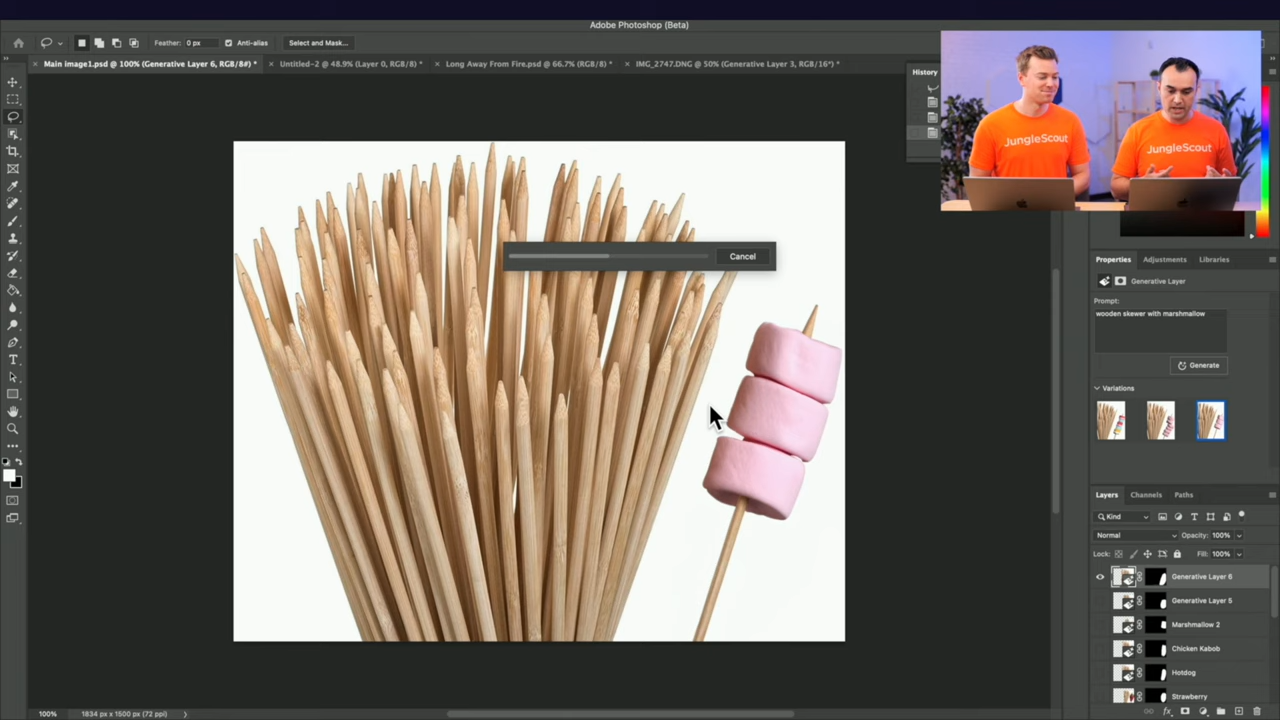 Adobe Photoshop (Beta)
Feather: 0 px
Anti-alias
Select and Mask...
× Main image1.psd @ 100% (Generative Layer 6, RGB/8#) *
× Untitled-2 @ 48.9% (Layer 0, RGB/8) *
× Long Away From Fire.psd @ 66.7% (RGB/8#) *
× IMG_2747.DNG @ 50% (Generative Layer 3, RGB/16*) *
History
JungleScout
JungleScout
Cancel
Properties
Adjustments
Libraries
Generative Layer
Prompt:
wooden skewer with marshmallow
Generate
Variations
Layers
Channels
Paths
Kind
Normal
Opacity: 100%
Lock:
Fill: 100%
Generative Layer 6
Generative Layer 5
Marshmallow 2
Chicken Kabob
Hotdog
Strawberry
100%
1834 px x 1500 px (72 ppi)